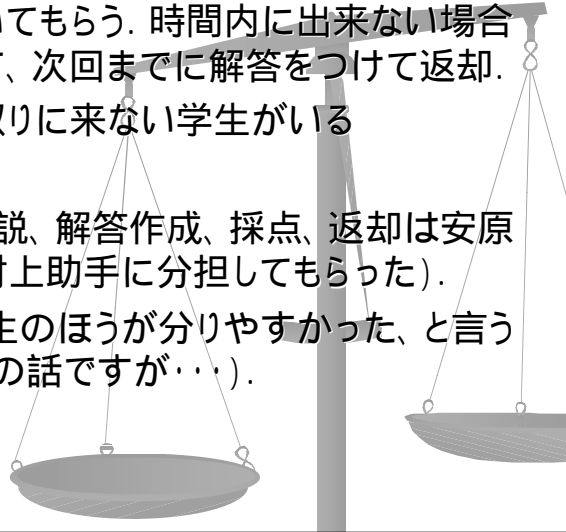 いてもらう. 時間内に出来ない場合
、次回までに解答をつけて返却.
りに来ない学生がいる
説、解答作成、採点、返却は安原
上助手に分担してもらった).
生のほうが分りやすかった、と言う
の話ですが･･･).